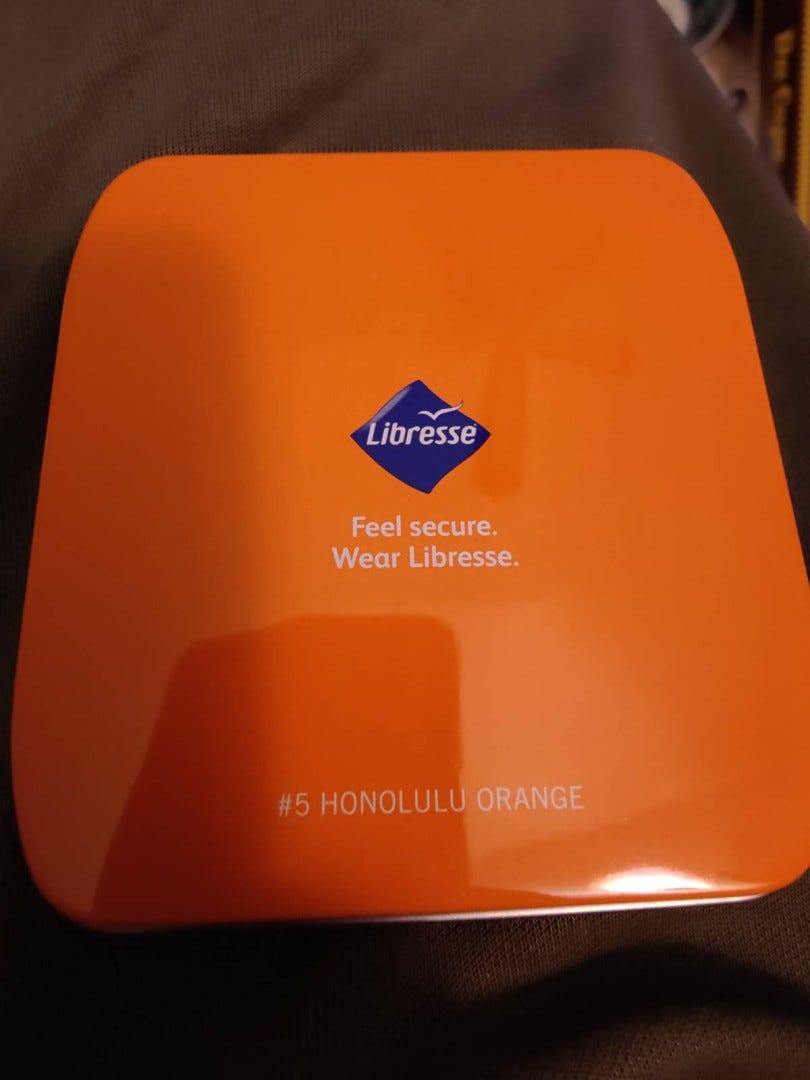 Libresse
Feel secure.
Wear Libresse.
#5 HONOLULU ORANGE